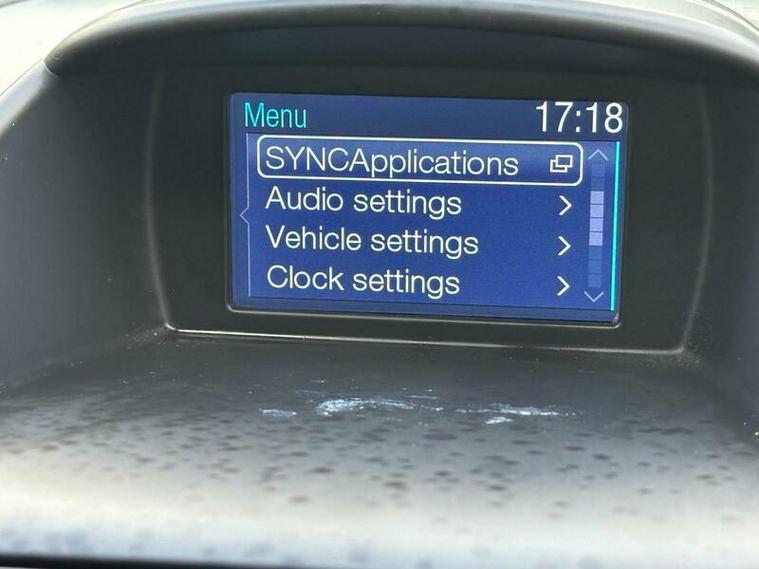 Menu 17:18
SYNCApplications
Audio settings
Vehicle settings
Clock settings